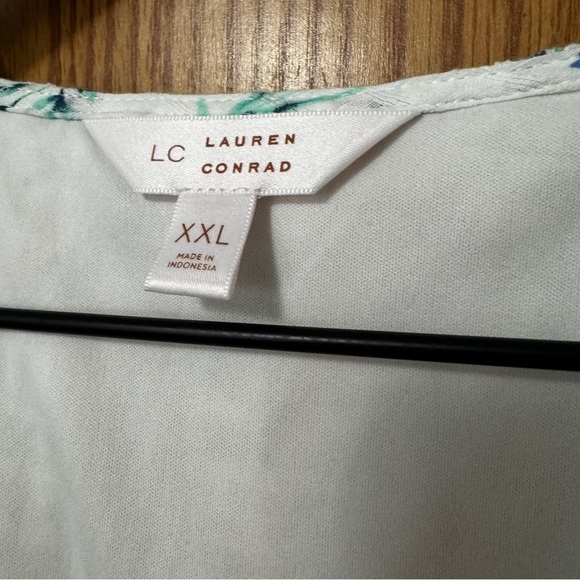 LC LAUREN
CONRAD
XXL
MADE IN
INDONESIA